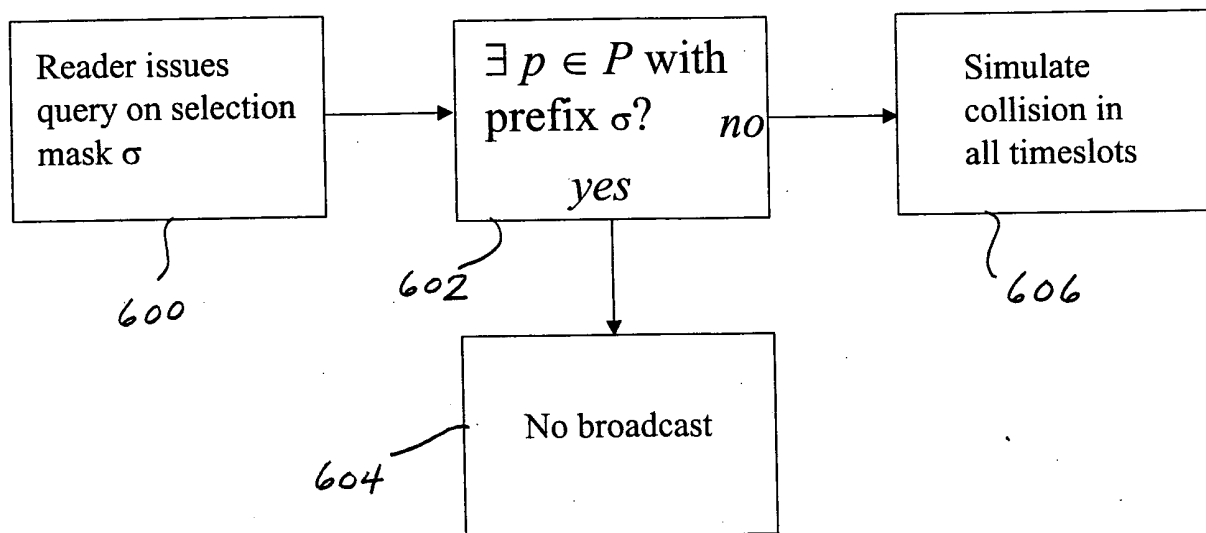 Reader issues
query on selection
mask σ
∃ p ∈ P with
prefix σ?
no
yes
Simulate
collision in
all timeslots
600
602
606
No broadcast
604